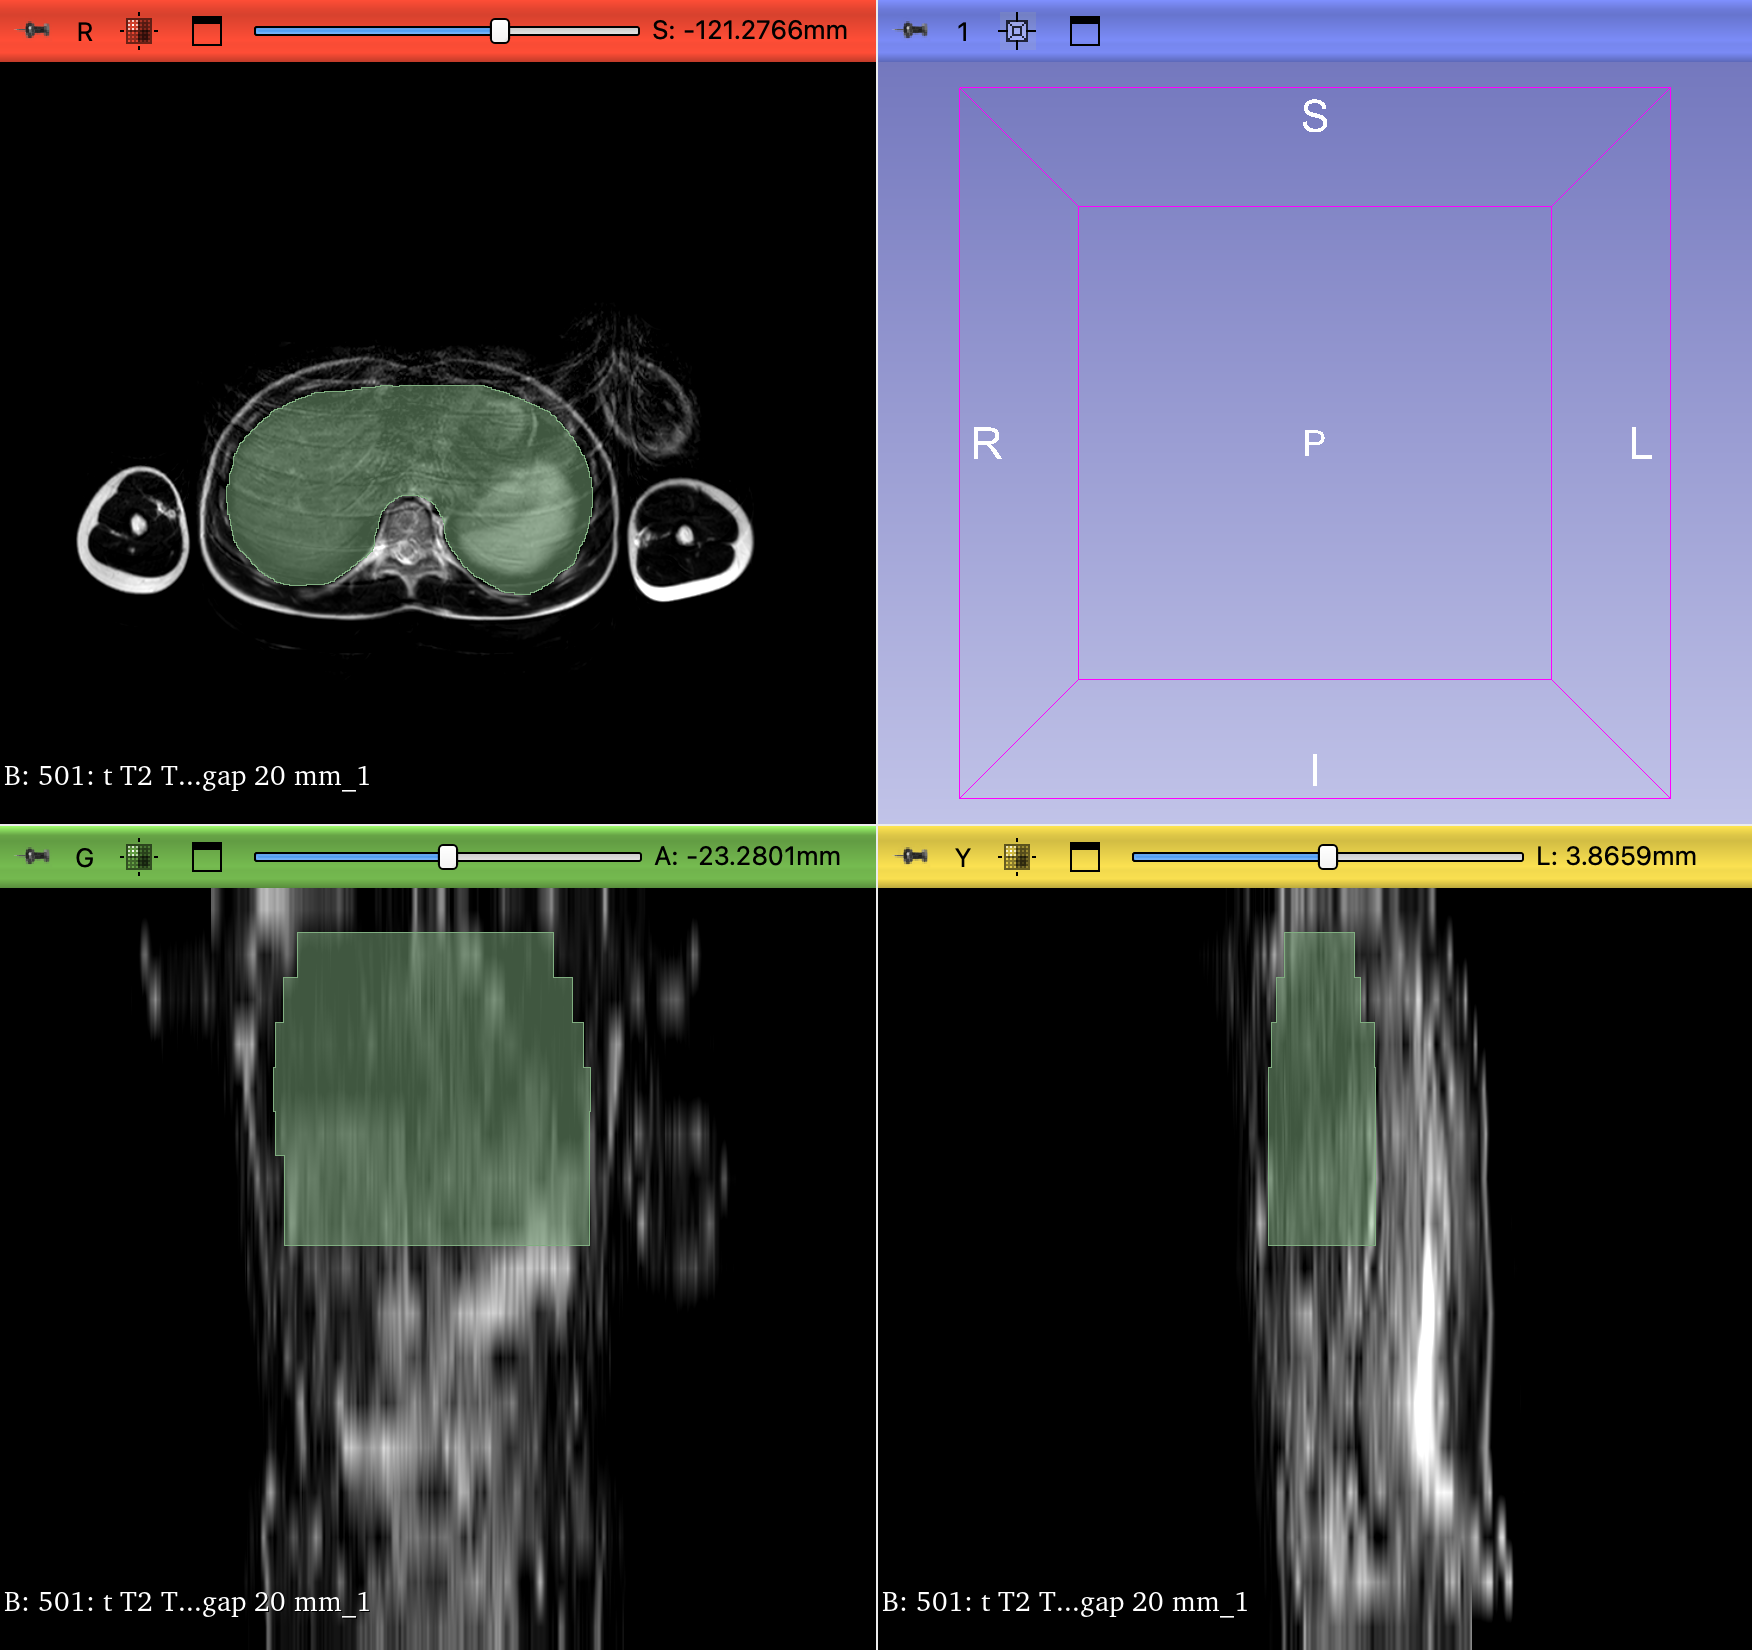 R S: -121.2766mm
1
S
R P L
I
B: 501: t T2 T...gap 20 mm_1
G A: -23.2801mm
Y L: 3.8659mm
B: 501: t T2 T...gap 20 mm_1
B: 501: t T2 T...gap 20 mm_1